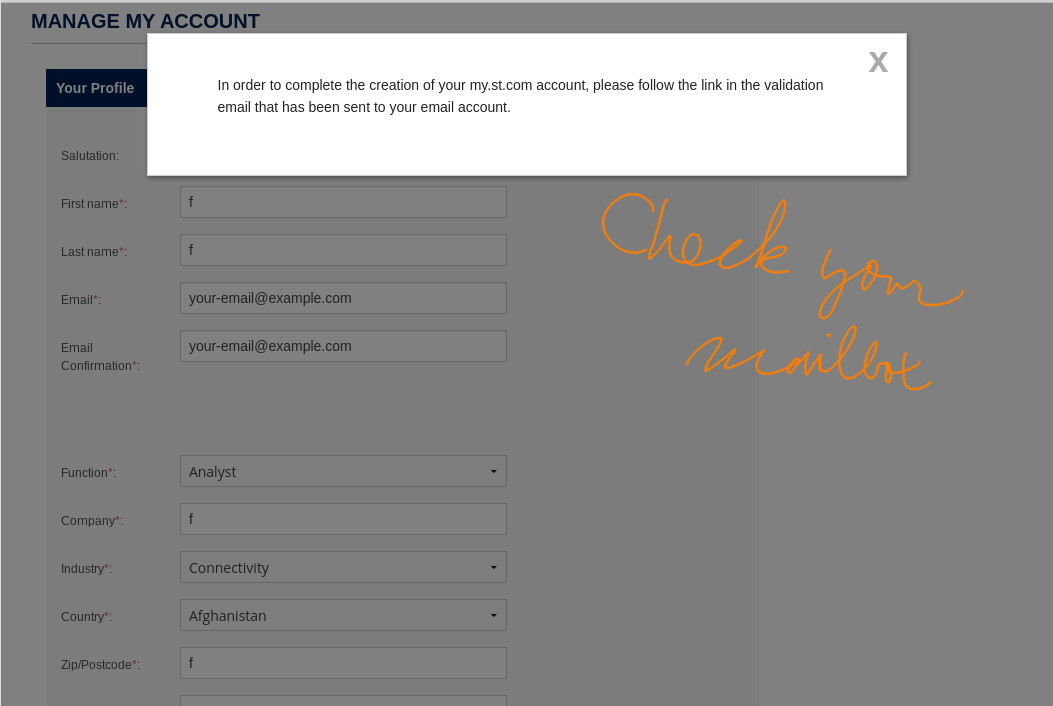 MANAGE MY ACCOUNT
X
In order to complete the creation of your my.st.com account, please follow the link in the validation
email that has been sent to your email account.
Your Profile
Salutation:
First name*: f
Last name*: f
Email*: your-email@example.com
Email
Confirmation*: your-email@example.com
Check your
mailbox
Function*: Analyst
Company*: f
Industry*: Connectivity
Country*: Afghanistan
Zip/Postcode*: f